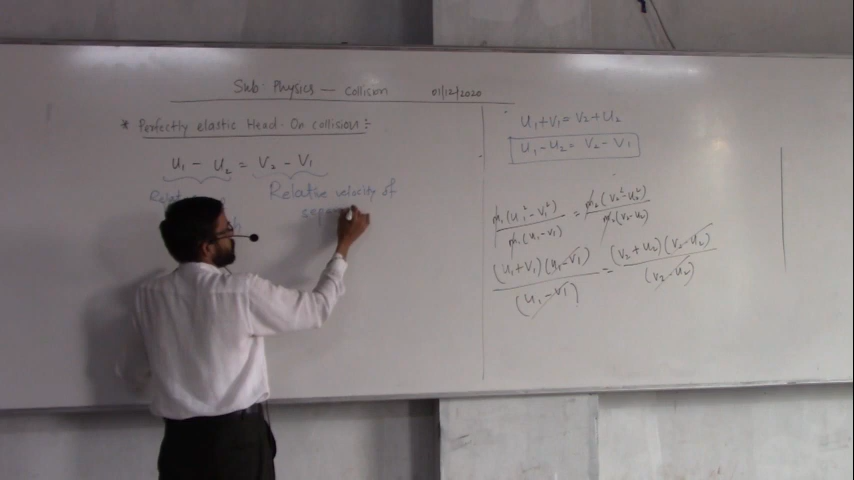 Sub: Physics — Collision 01/12/2020
* Perfectly elastic Head-On collision :-
u₁ - u₂ = v₂ - v₁
Relative velocity of
u₁+v₁ = v₂+u₂
u₁-u₂ = v₂-v₁
m₁(u₁²-v₁²) / m₁(u₁-v₁) = m₂(v₂²-u₂²) / m₂(v₂-u₂)
(u₁+v₁)(u₁-v₁) / (u₁-v₁) = (v₂+u₂)(v₂-u₂) / (v₂-u₂)